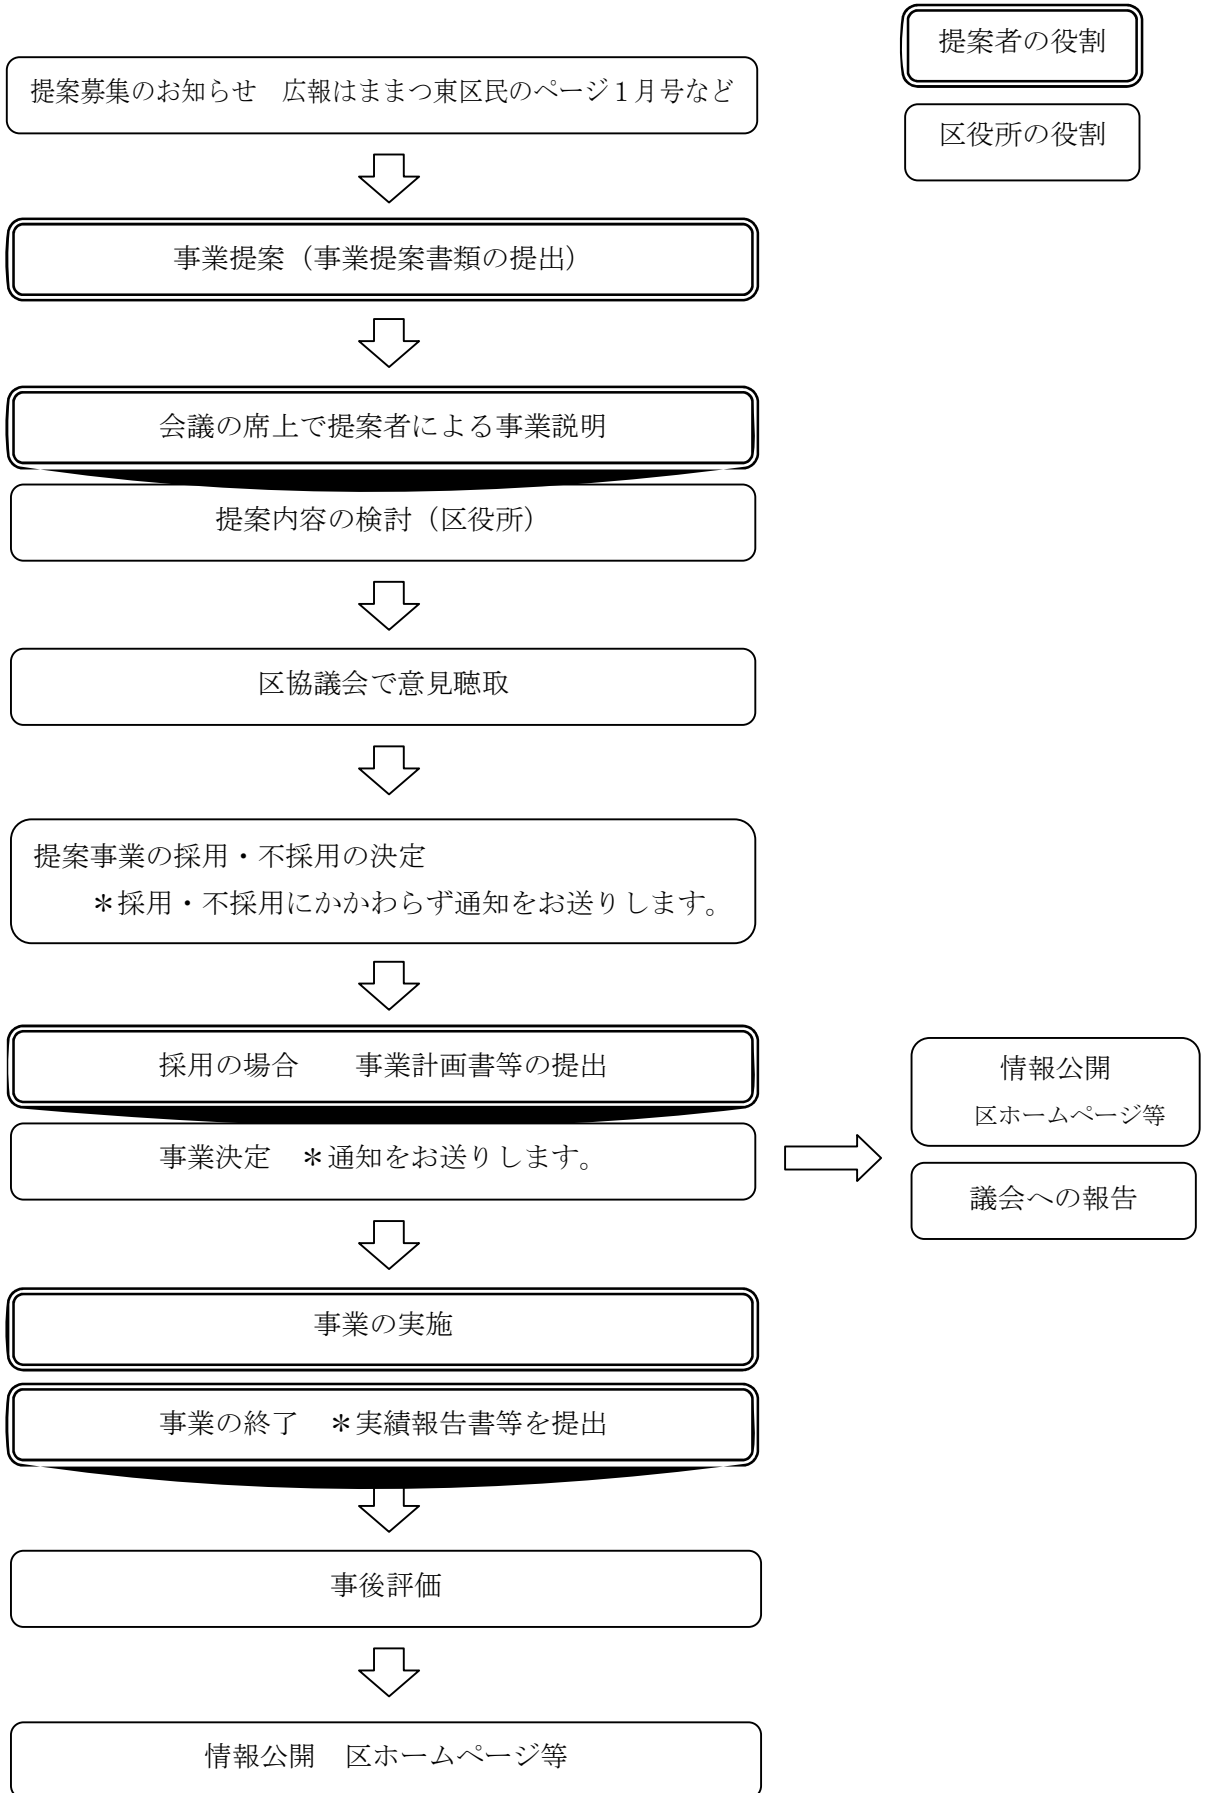 提案者の役割
区役所の役割
提案募集のお知らせ　広報はままつ東区民のページ１月号など
事業提案（事業提案書類の提出）
会議の席上で提案者による事業説明
提案内容の検討（区役所）
区協議会で意見聴取
提案事業の採用・不採用の決定
＊採用・不採用にかかわらず通知をお送りします。
採用の場合　　事業計画書等の提出
事業決定　＊通知をお送りします。
情報公開
区ホームページ等
議会への報告
事業の実施
事業の終了　＊実績報告書等を提出
事後評価
情報公開　区ホームページ等